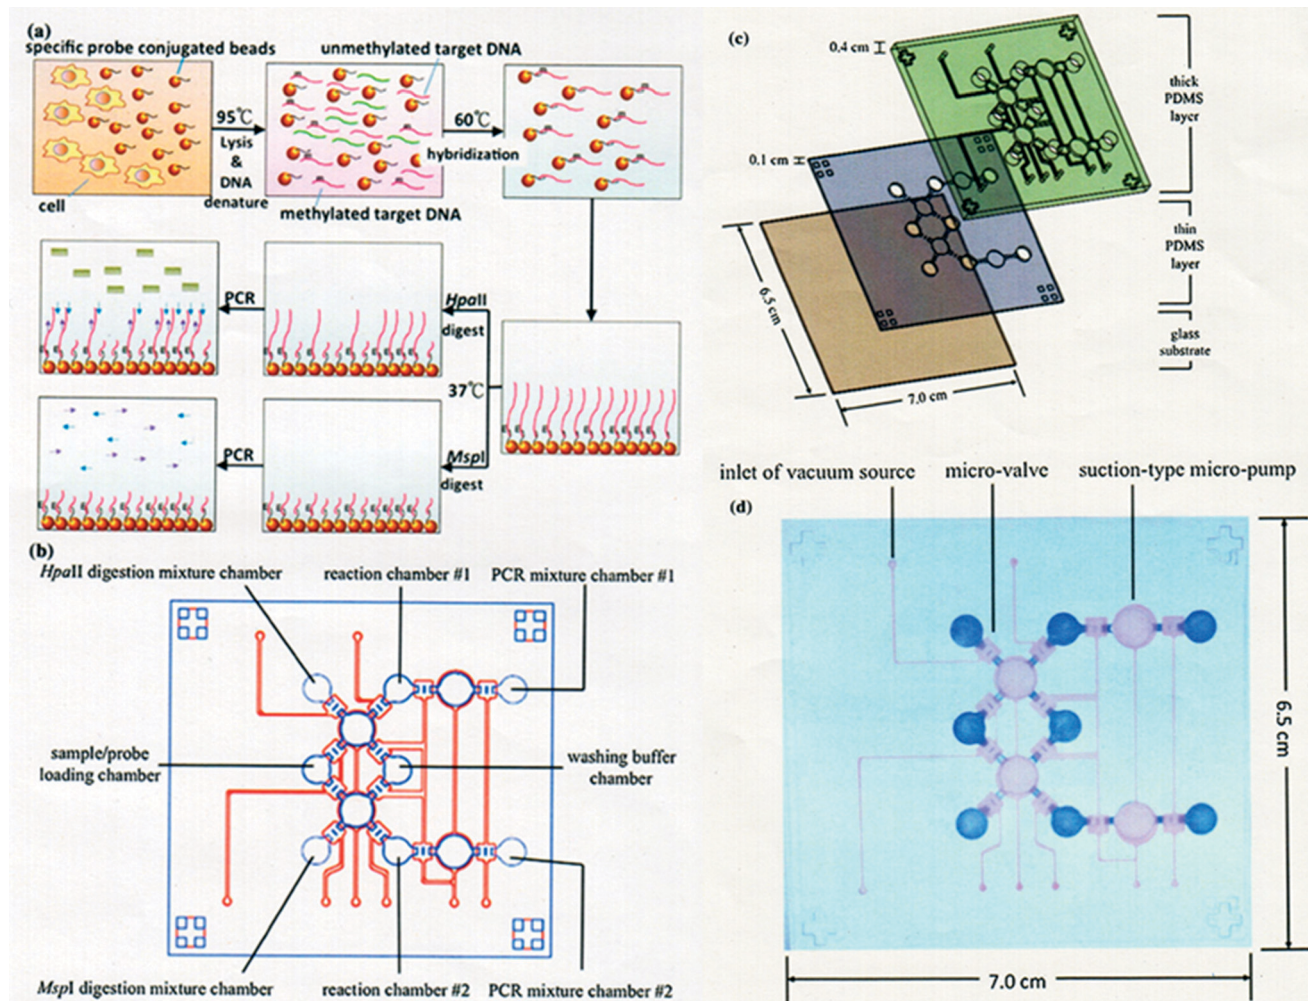 (a)
specific probe conjugated beads
unmethylated target DNA
95℃
Lysis
&
DNA
denature
60℃
hybridization
cell
methylated target DNA
PCR
HpaII
digest
37℃
PCR
MspI
digest
(b)
HpaII digestion mixture chamber
reaction chamber #1
PCR mixture chamber #1
sample/probe
loading chamber
washing buffer
chamber
MspI digestion mixture chamber
reaction chamber #2
PCR mixture chamber #2
(c)
0.4 cm
thick
PDMS
layer
0.1 cm
thin
PDMS
layer
6.5 cm
glass
substrate
7.0 cm
inlet of vacuum source
micro-valve
suction-type micro-pump
(d)
6.5 cm
7.0 cm